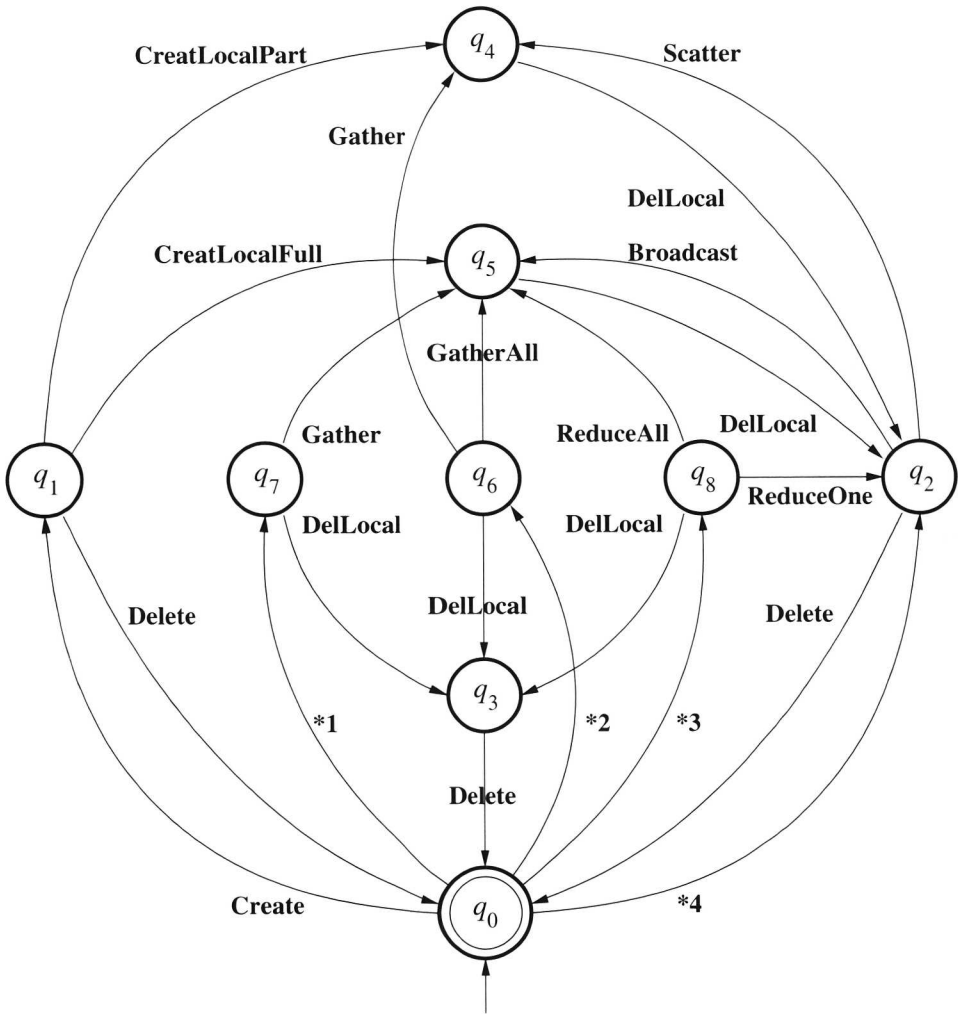 q4
CreatLocalPart
Scatter
Gather
DelLocal
CreatLocalFull
q5
Broadcast
GatherAll
Gather
ReduceAll
DelLocal
q1
q7
q6
q8
q2
ReduceOne
DelLocal
DelLocal
Delete
DelLocal
Delete
q3
*1
*2
*3
Delete
Create
q0
*4